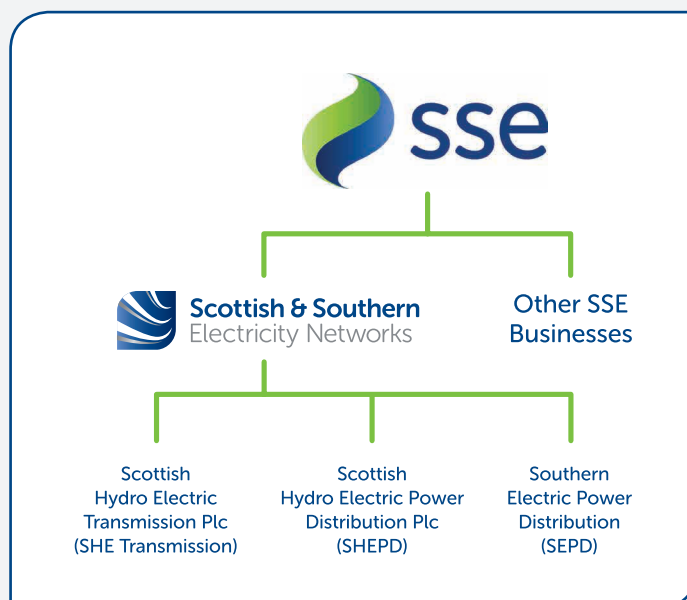 sse
Scottish & Southern
Electricity Networks
Other SSE
Businesses
Scottish
Hydro Electric
Transmission Plc
(SHE Transmission)
Scottish
Hydro Electric Power
Distribution Plc
(SHEPD)
Southern
Electric Power
Distribution
(SEPD)